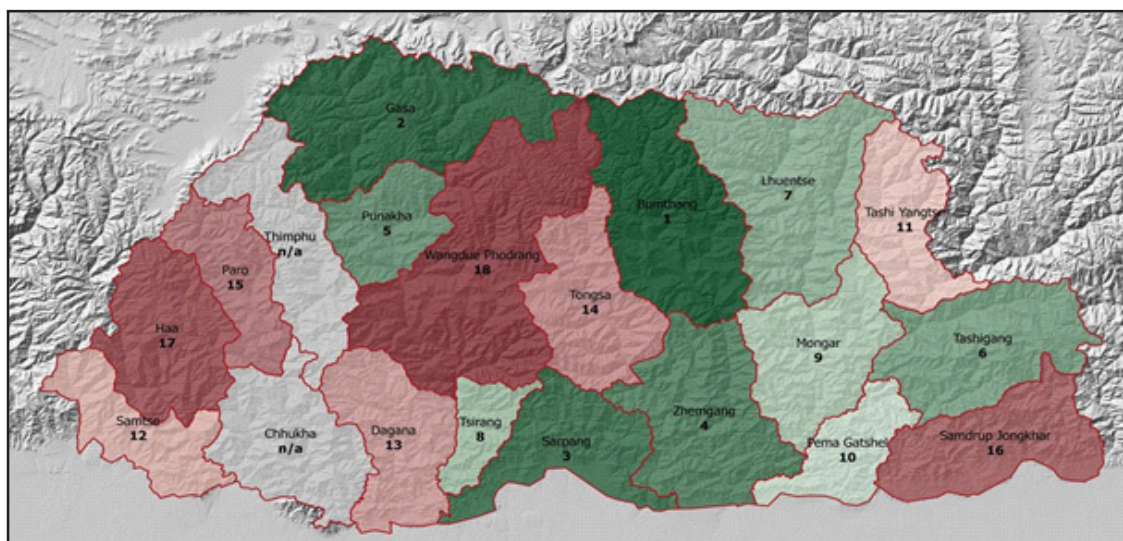 Gasa
2
Bumthang
1
Lhuentse
7
Tashi Yangtse
11
Punakha
5
Thimphu
n/a
Wangdue Phodrang
18
Paro
15
Tongsa
14
Haa
17
Mongar
9
Tashigang
6
Samtse
12
Chhukha
n/a
Dagana
13
Tsirang
8
Sarpang
3
Zhemgang
4
Pema Gatshel
10
Samdrup Jongkhar
16